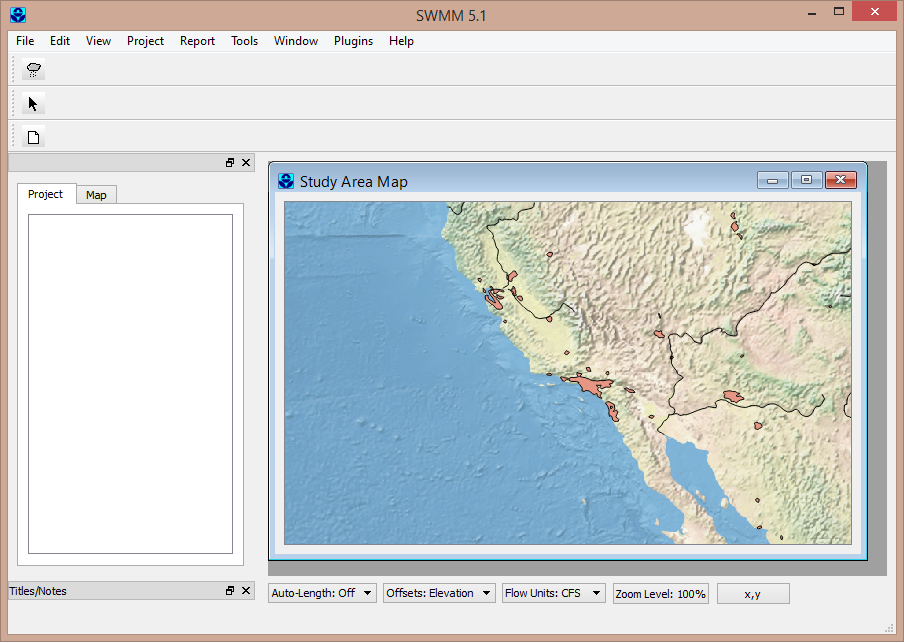 SWMM 5.1
File Edit View Project Report Tools Window Plugins Help
Project Map
Study Area Map
Titles/Notes
Auto-Length: Off Offsets: Elevation Flow Units: CFS Zoom Level: 100% x,y